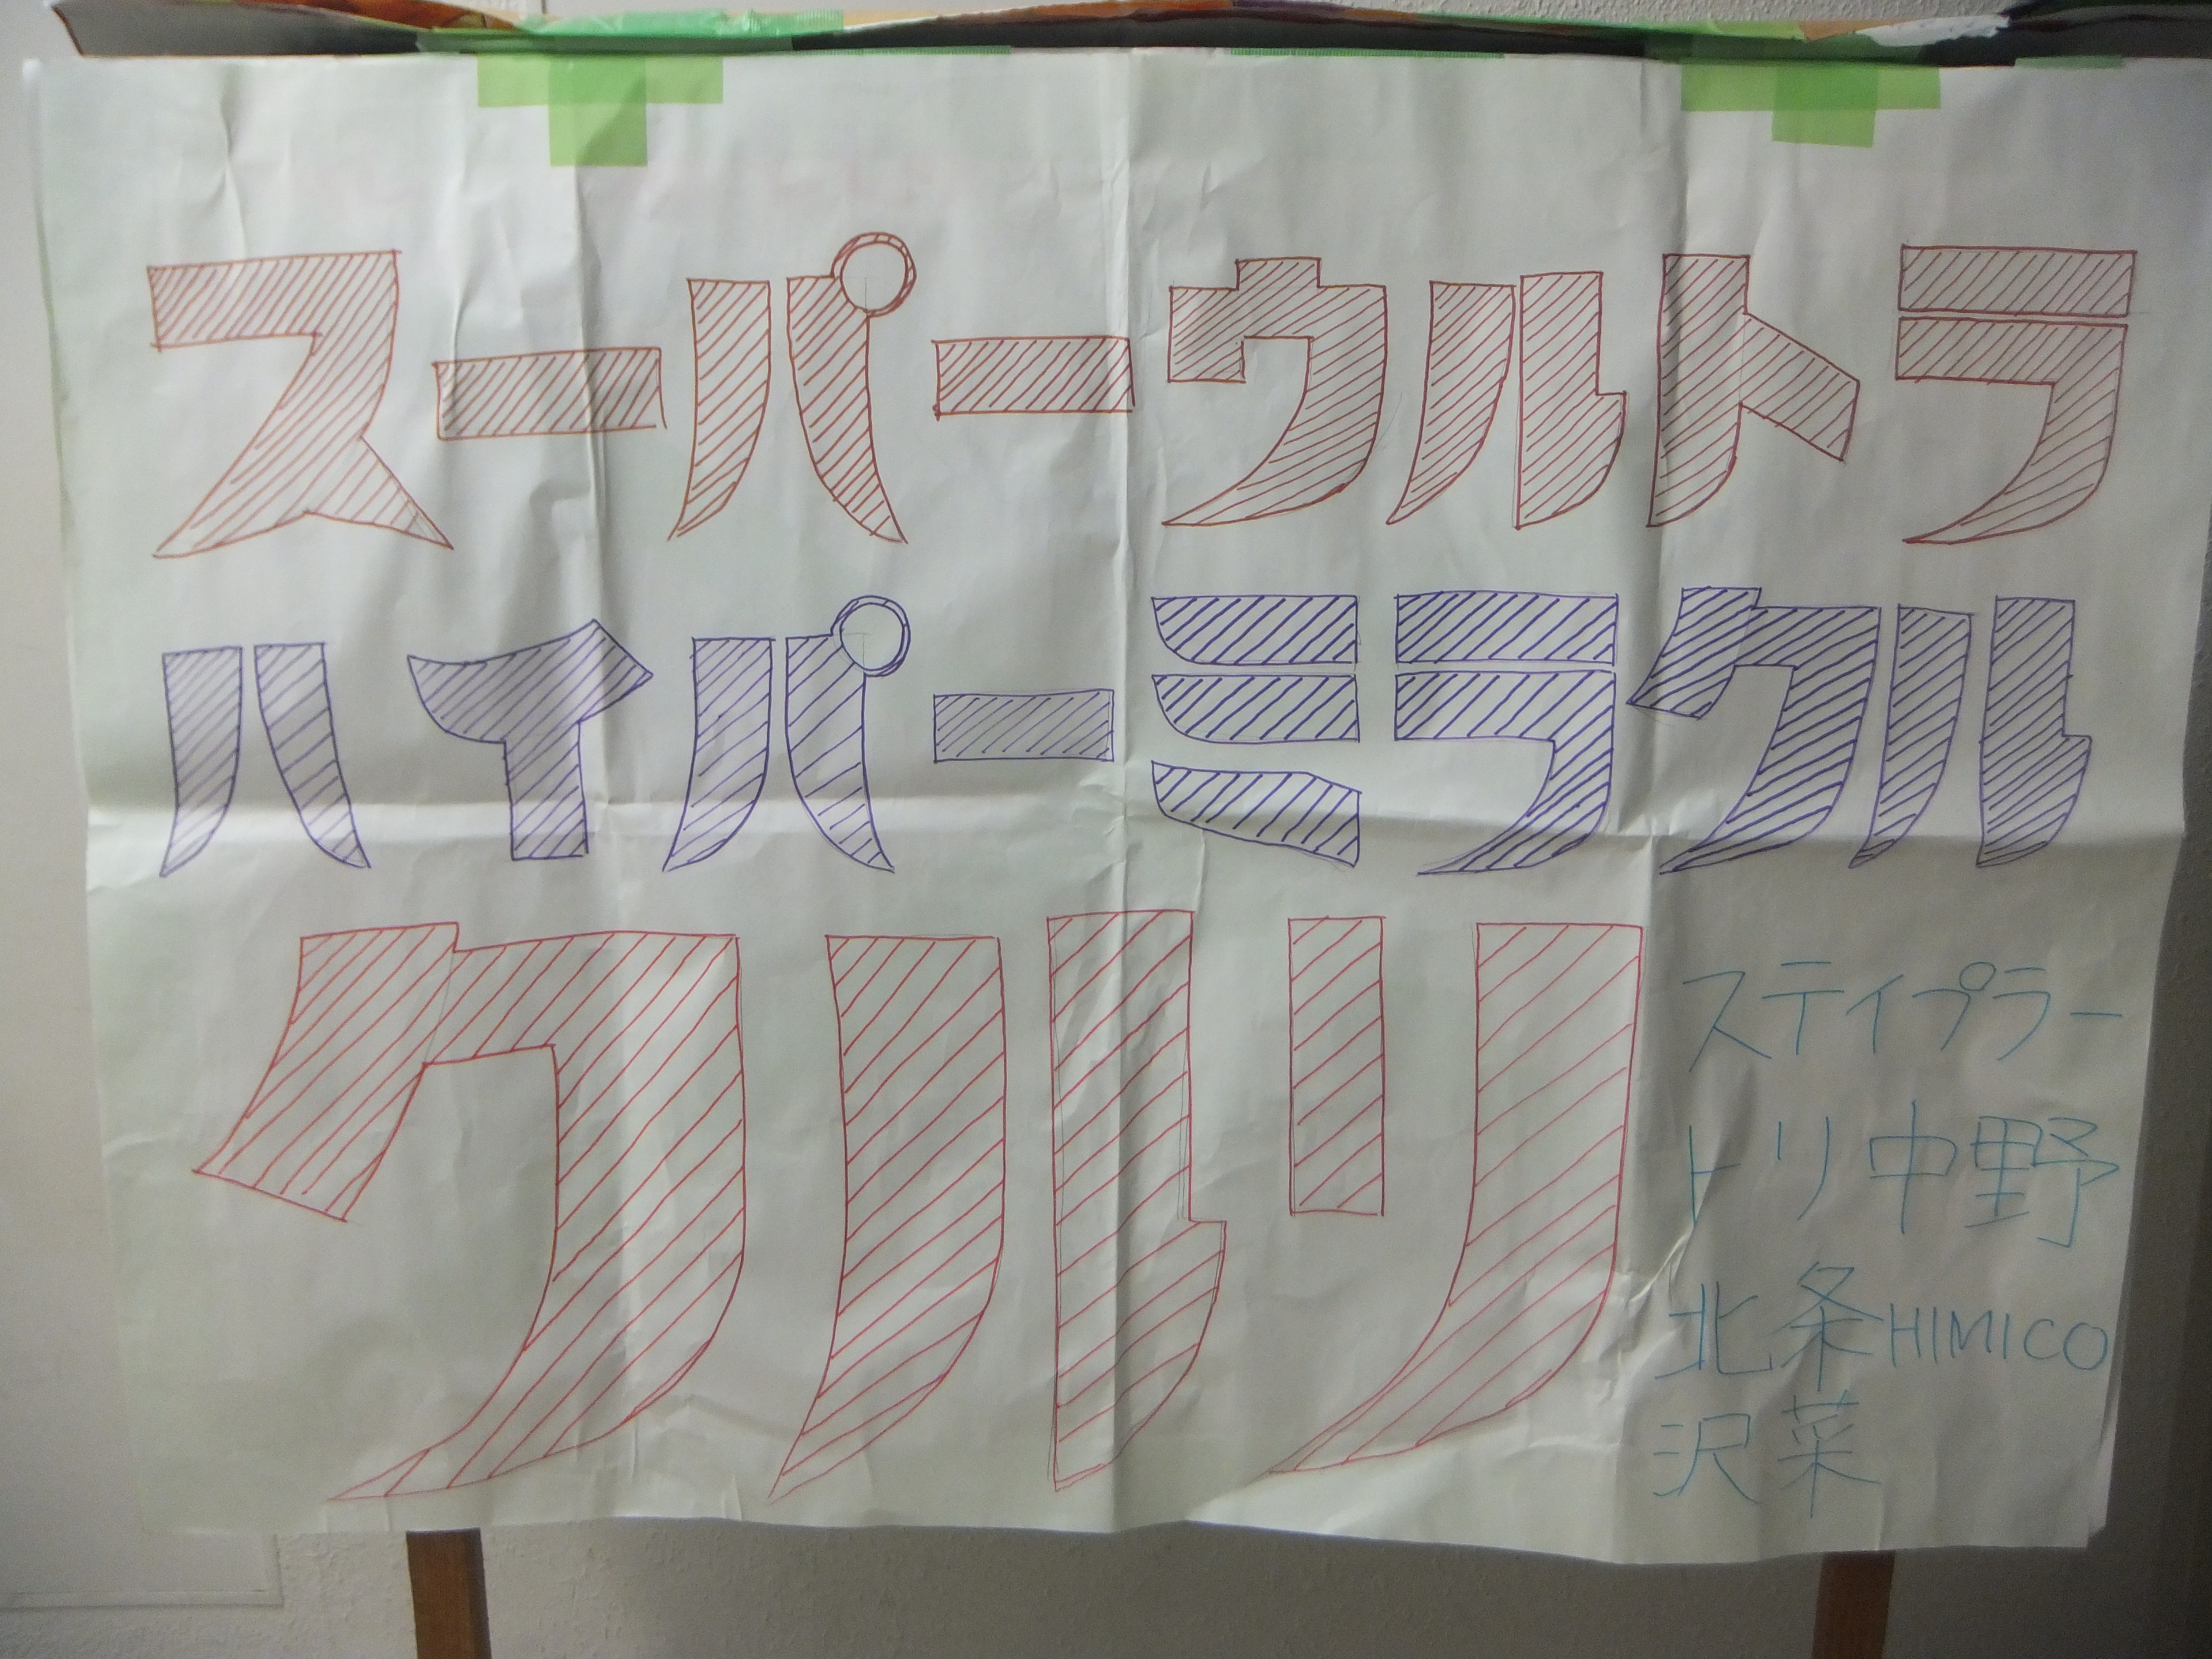 スーパーウルトラ
ハイパーミラクル
クルリ
スティプラー
トリ中野
北条HIMICO
沢菜